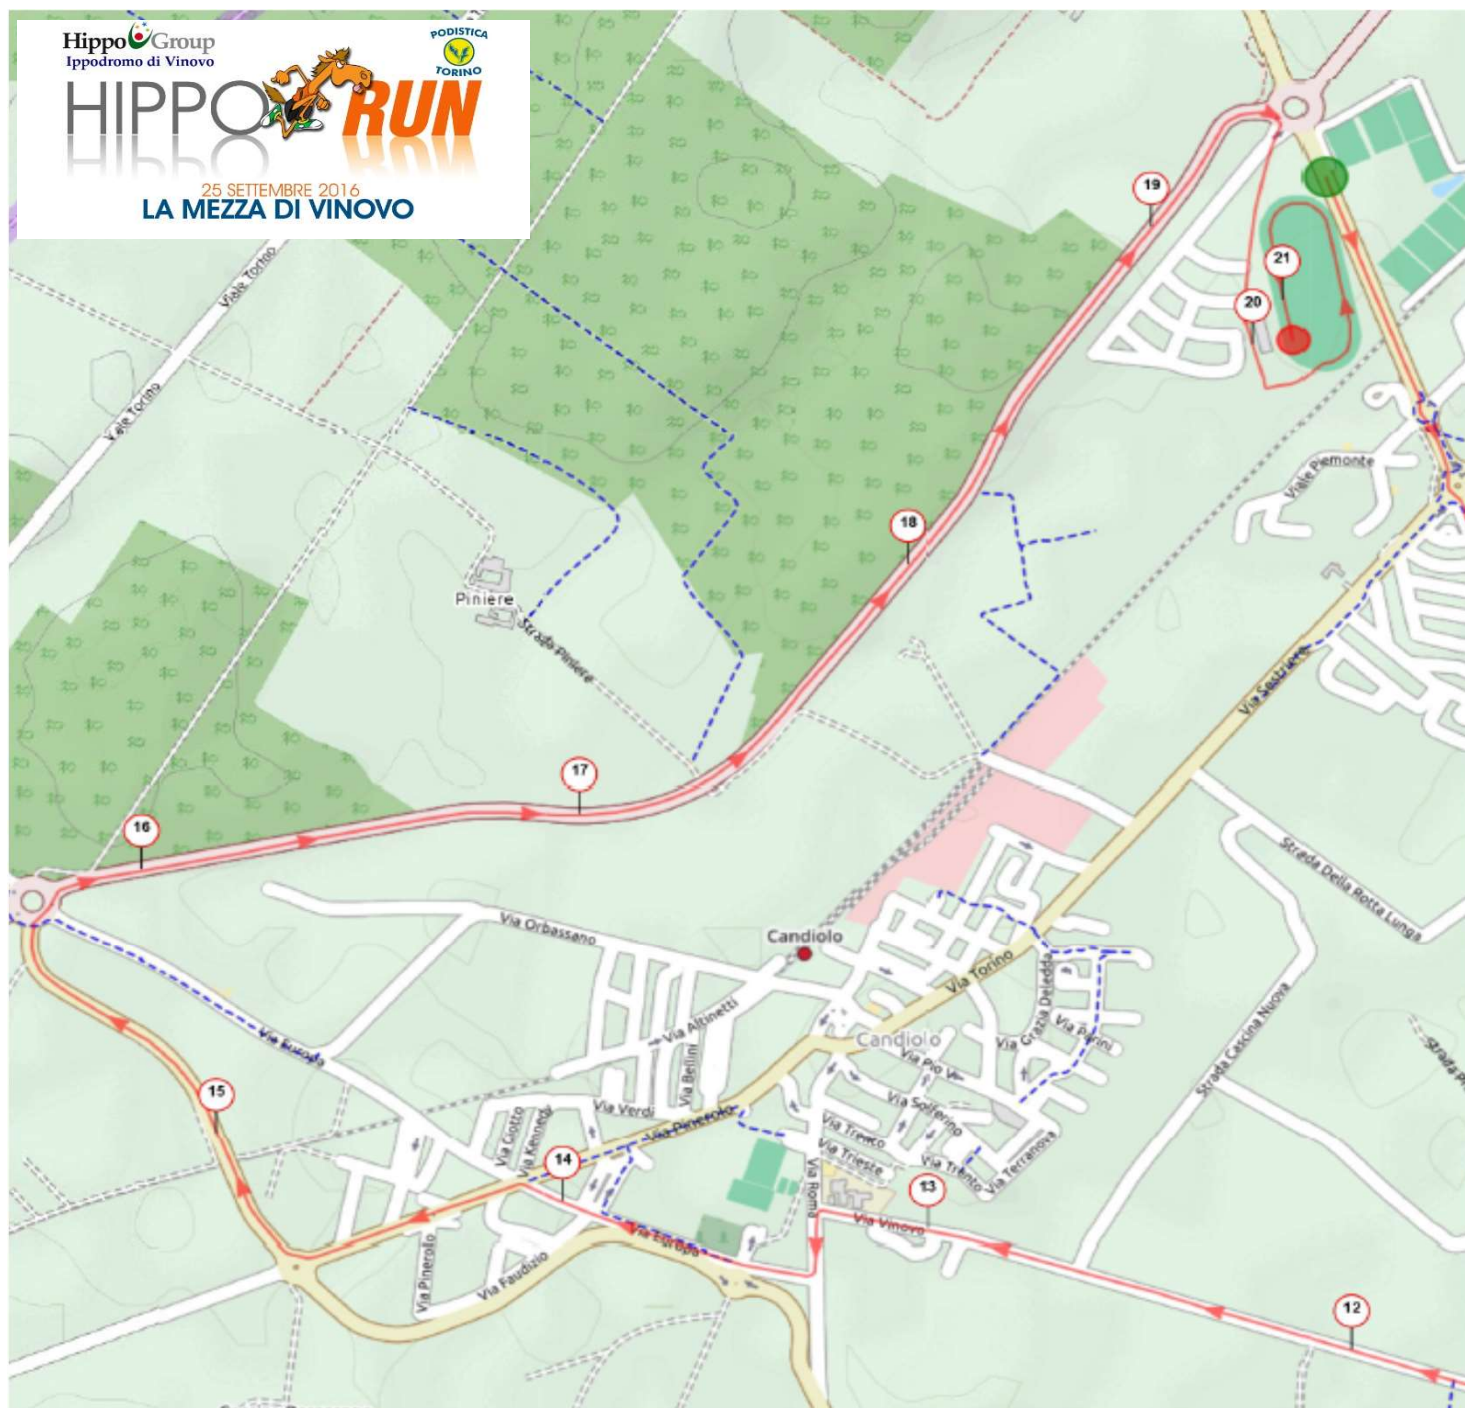 Hippo Group
Ippodromo di Vinovo
PODISTICA
TORINO
HIPPO RUN
25 SETTEMBRE 2016
LA MEZZA DI VINOVO
19
21
20
Viale Torino
Viale Torino
Viale Piemonte
18
Piniere
Strada Piniere
Via Sestriere
17
16
Strada Della Rotta Lunga
Via Orbassano
Candiolo
Via Torino
Via Grazia Deledda
Strada Cascina Nuova
Via Altinetti
Via Parini
Candiolo
Via Europa
Via Pio V
Via Bellini
15
Via Solferino
Via Verdi
Via Giotto
Via Kennedy
Via Pinerolo
Via Trento
Via Trieste
Via Trento
Via Terranova
14
13
Via Roma
Via Vinovo
Via Europa
Via Pinerolo
Via Faudizio
12